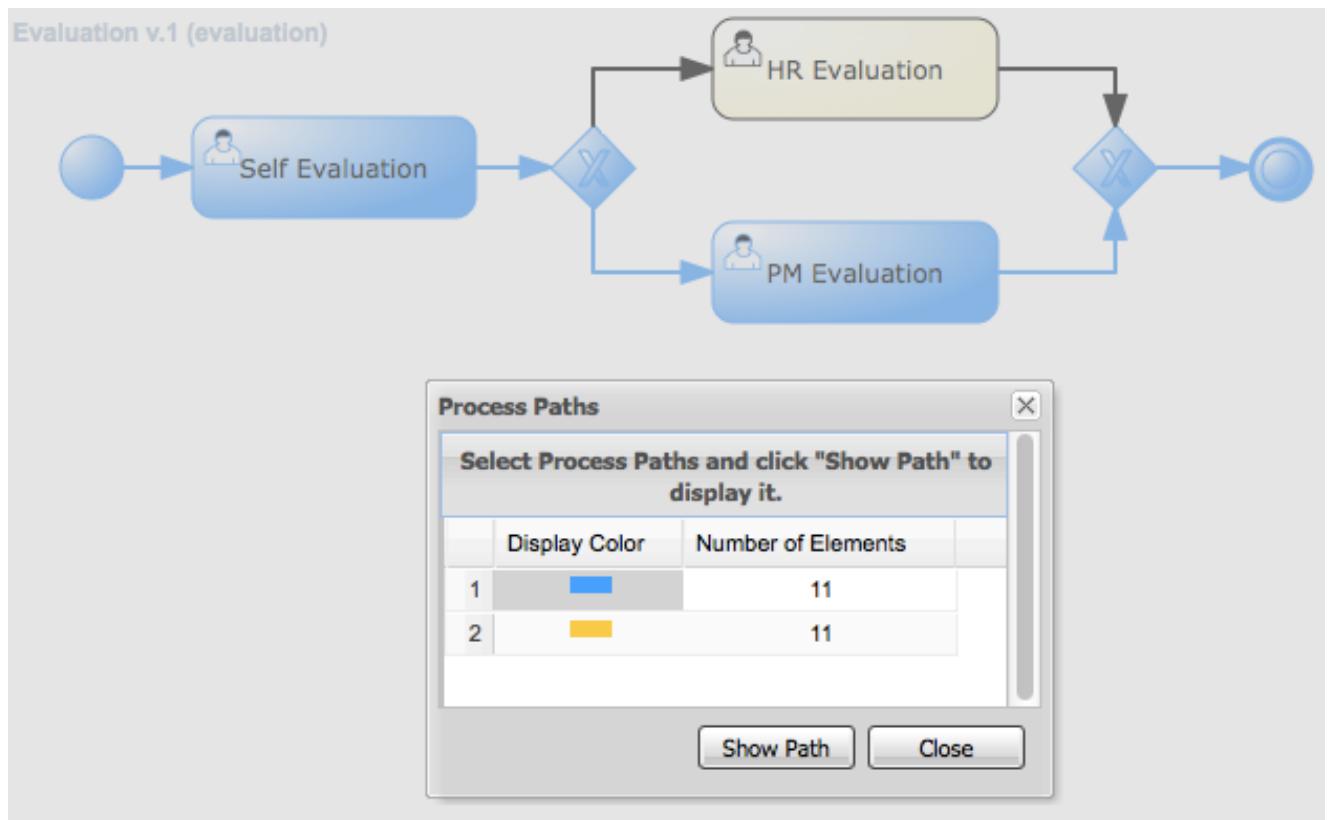 Evaluation v.1 (evaluation)
HR Evaluation
Self Evaluation
X
X
PM Evaluation
Process Paths
Select Process Paths and click "Show Path" to
display it.
Display Color Number of Elements
1 11
2 11
Show Path Close